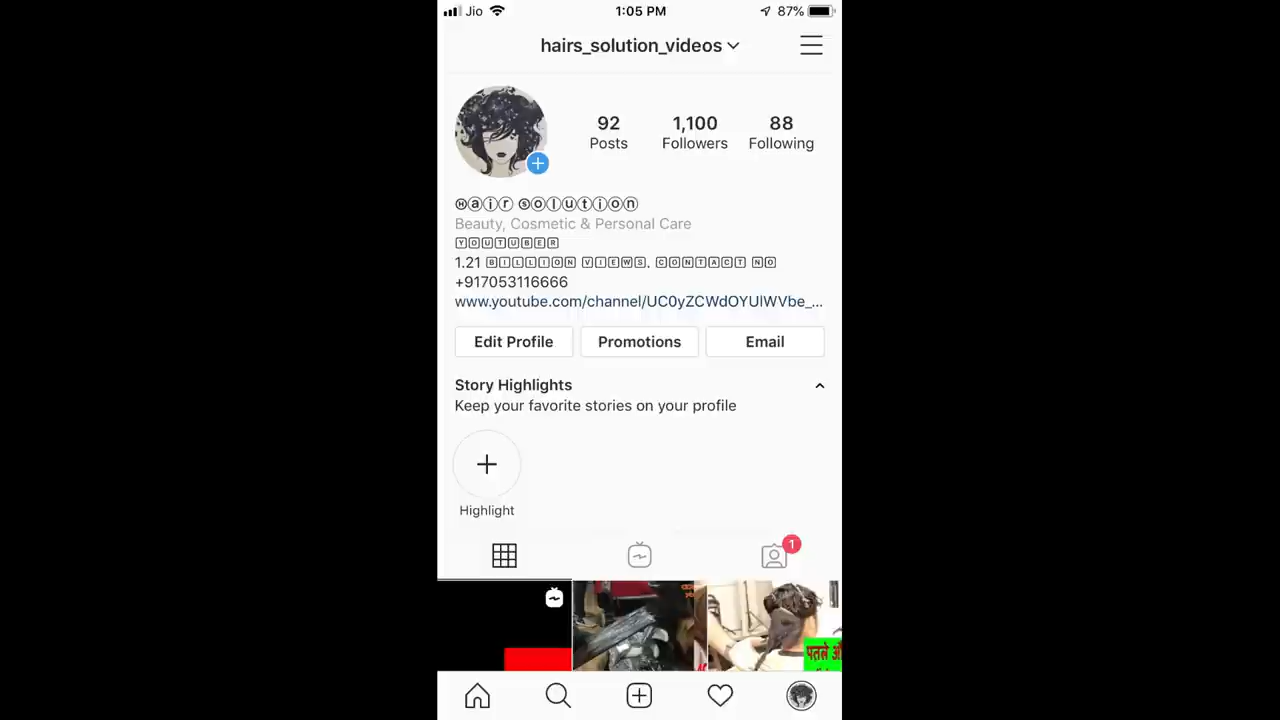 Jio 1:05 PM 87%
hairs_solution_videos
92 1,100 88
Posts Followers Following
Ⓗⓐⓘⓡ ⓢⓞⓛⓤⓣⓘⓞⓝ
Beauty, Cosmetic & Personal Care
🅈🄾🅄🅃🅄🄱🄴🅁
1.21 🄱🄸🄻🄻🄸🄾🄽 🅅🄸🄴🅆🅂. 🄲🄾🄽🅃🄰🄲🅃 🄽🄾
+917053116666
www.youtube.com/channel/UC0yZCWdOYUlWVbe_...
Edit Profile Promotions Email
Story Highlights
Keep your favorite stories on your profile
Highlight
1
पतले